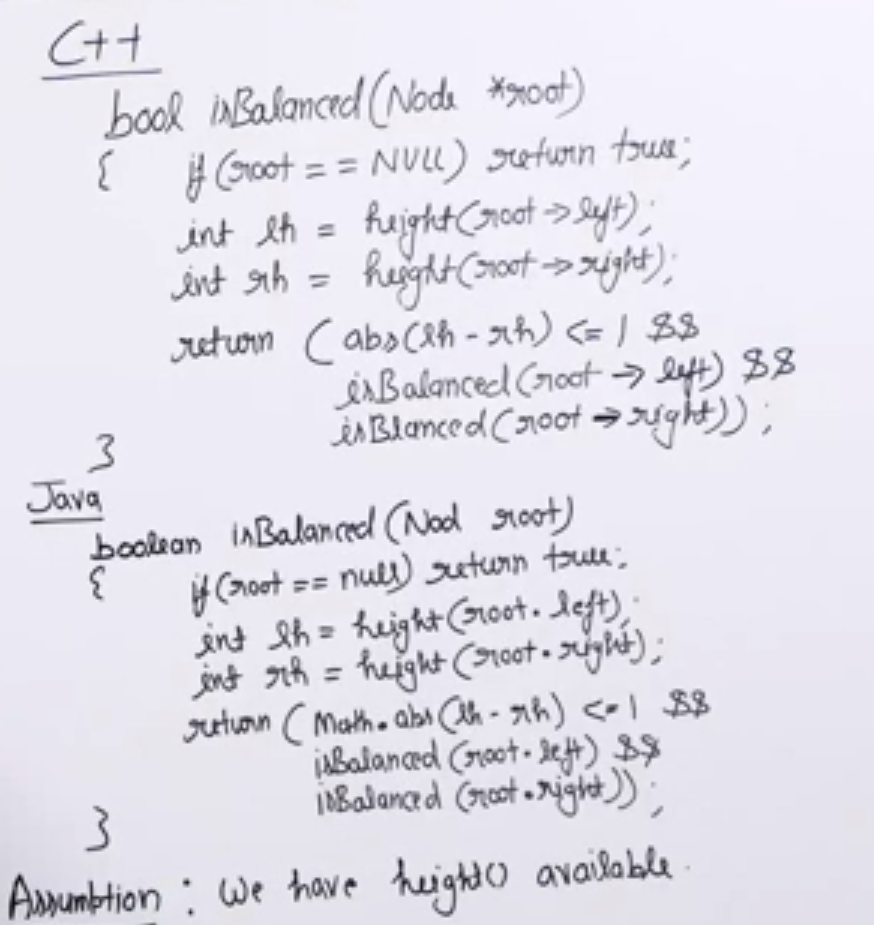 C++
bool isBalanced(Node *root)
{ if(root == NULL) return true;
int lh = height(root->left);
int rh = height(root->right);
return (abs(lh - rh) <= 1 &&
isBalanced(root -> left) &&
isBlanced(root -> right));
}
Java
boolean isBalanced(Nod root)
{ if(root == null) return true;
int lh = height(root.left);
int rh = height(root.right);
return (Math.abs(lh - rh) <= 1 &&
isBalanced(root.left) &&
isBalanced(root.right));
}
Assumbtion : We have height() available.